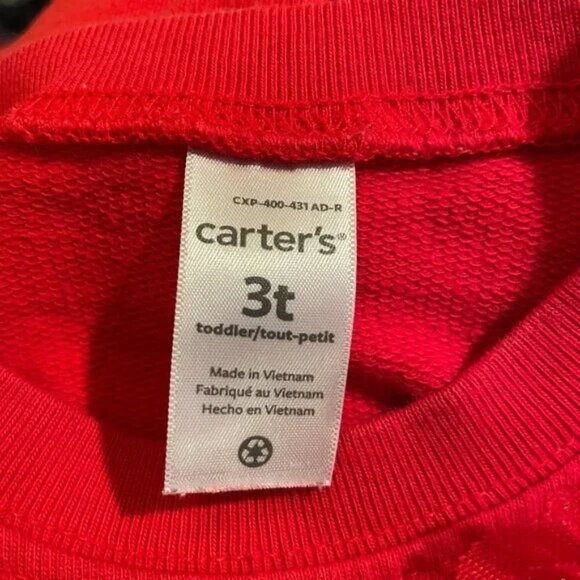 CXP-400-431 AD-R
carter's®
3t
toddler/tout-petit
Made in Vietnam
Fabriqué au Vietnam
Hecho en Vietnam